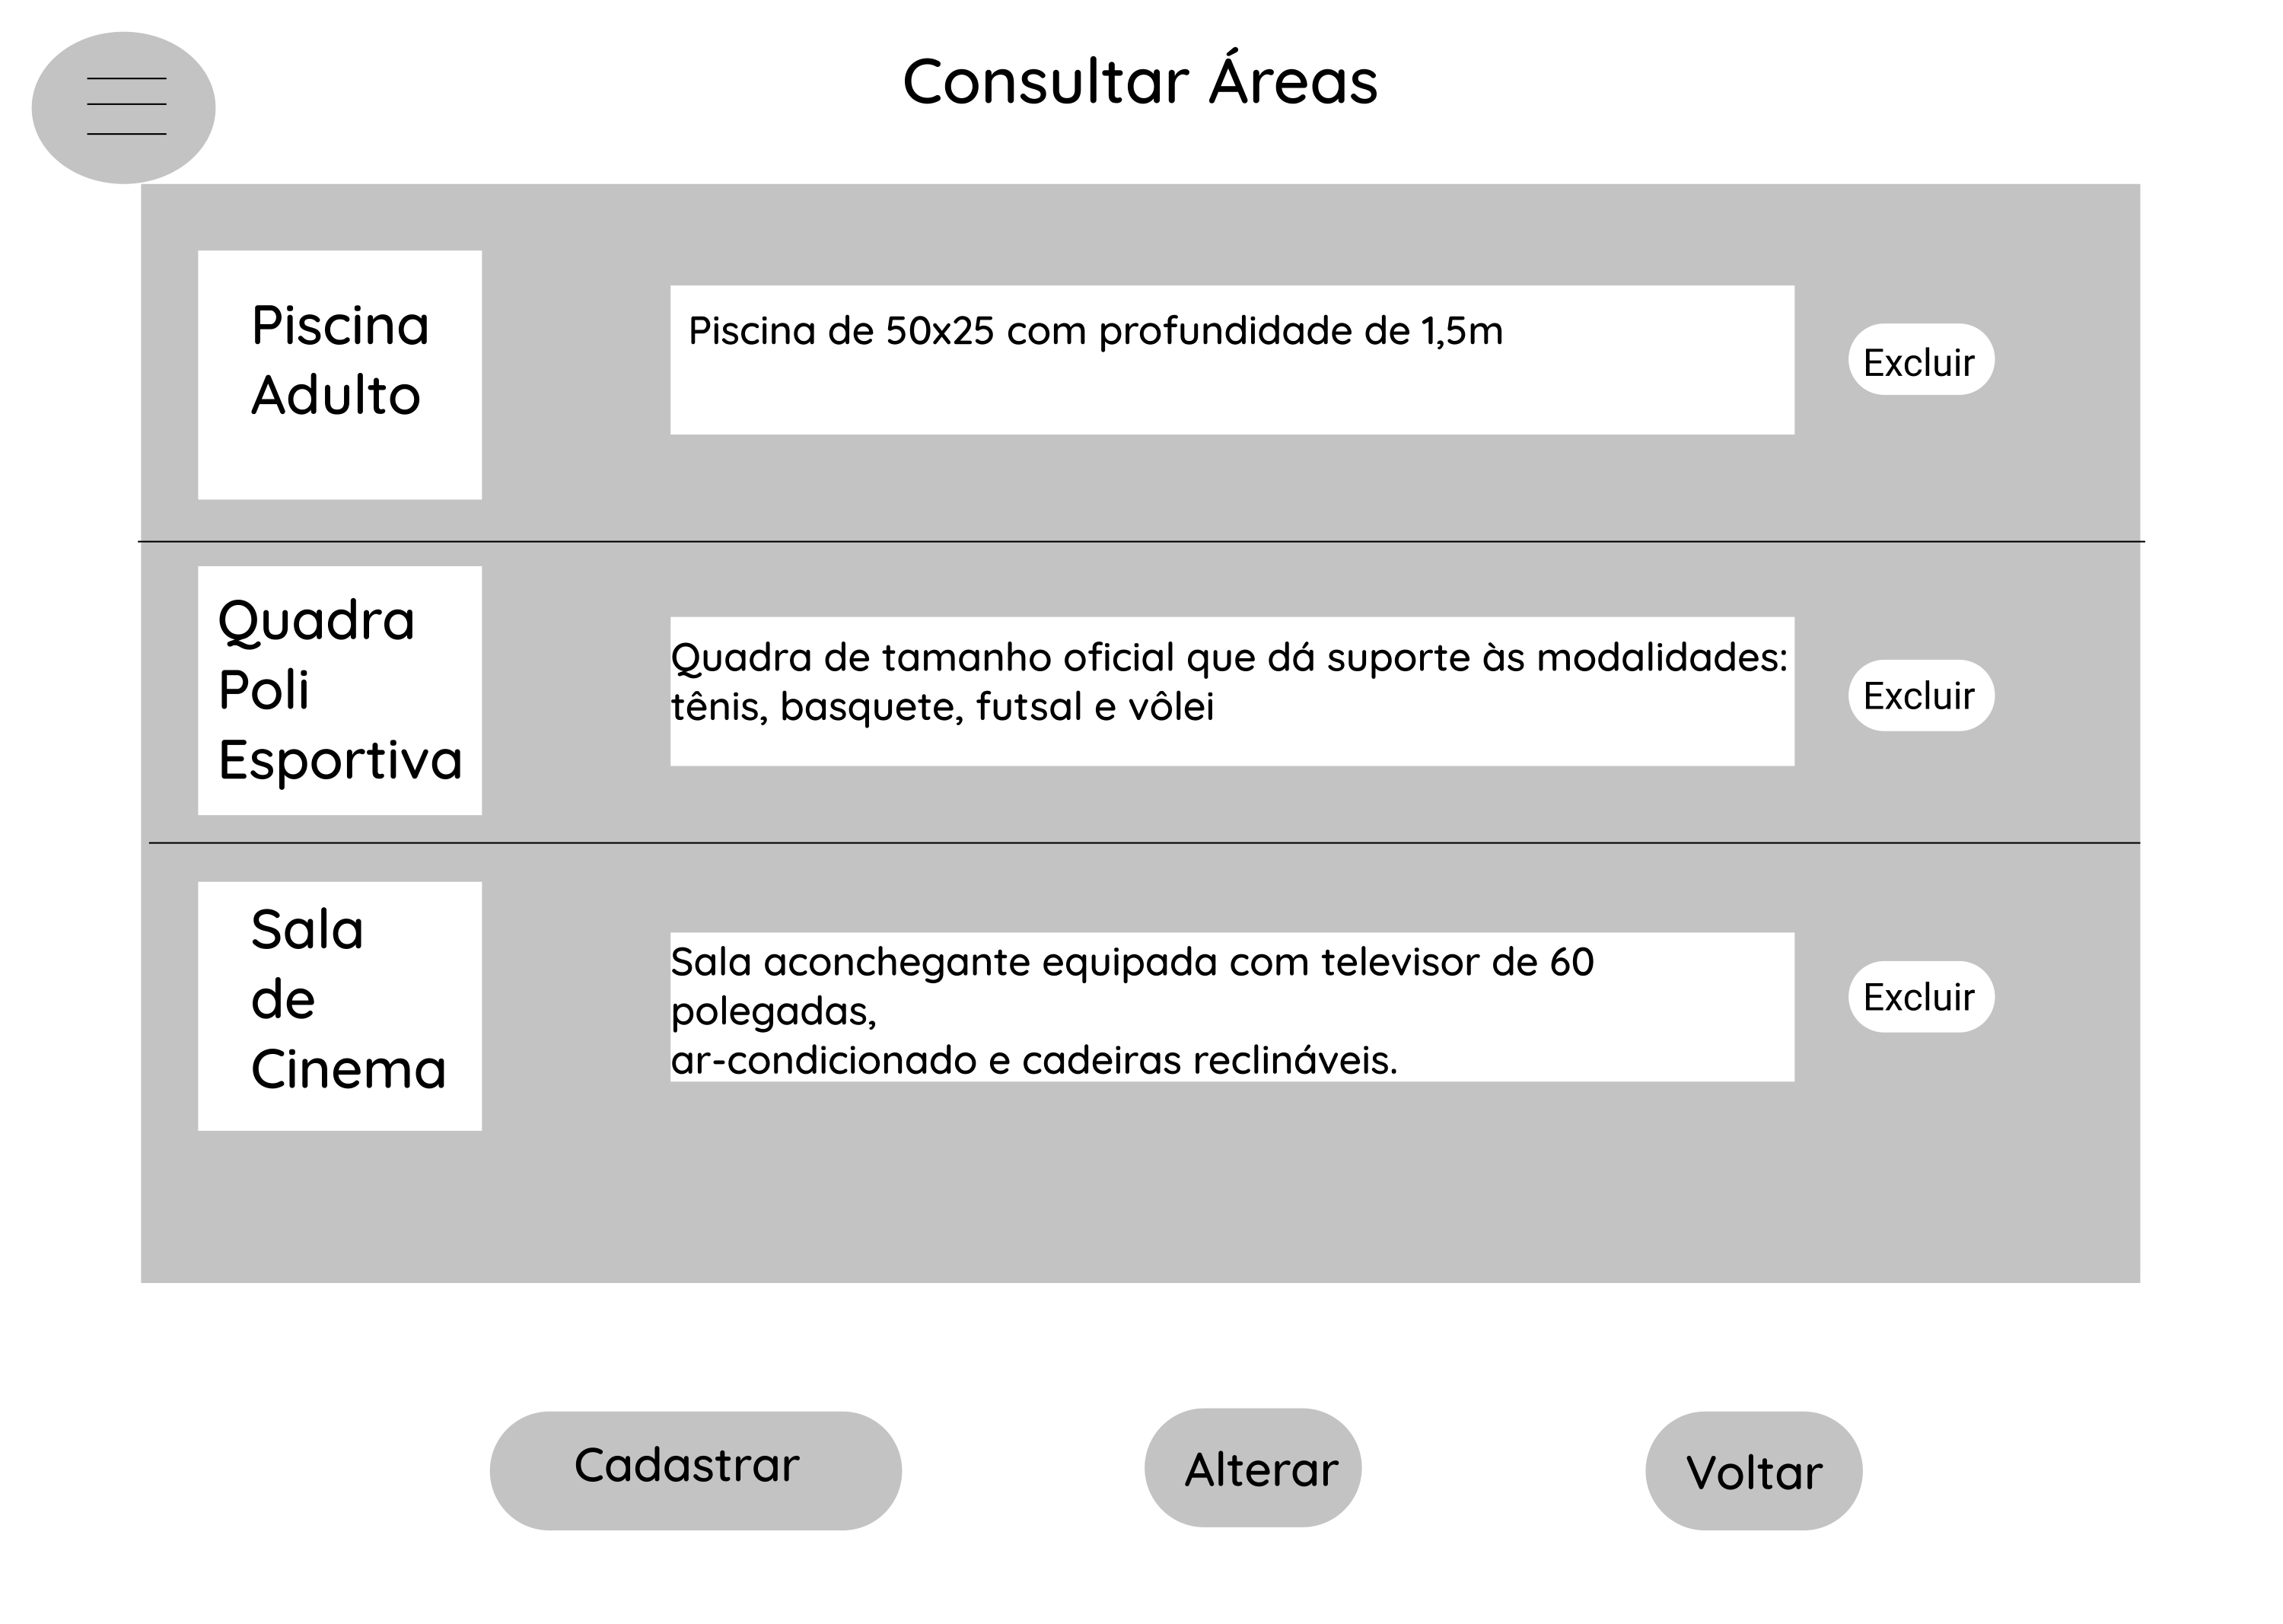 Consultar Áreas
Piscina
Adulto
Piscina de 50x25 com profundidade de 1,5m
Excluir
Quadra
Poli
Esportiva
Quadra de tamanho oficial que dá suporte às modalidades:
tênis, basquete, futsal e vôlei
Excluir
Sala
de
Cinema
Sala aconchegante equipada com televisor de 60
polegadas,
ar-condicionado e cadeiras reclináveis.
Excluir
Cadastrar
Alterar
Voltar